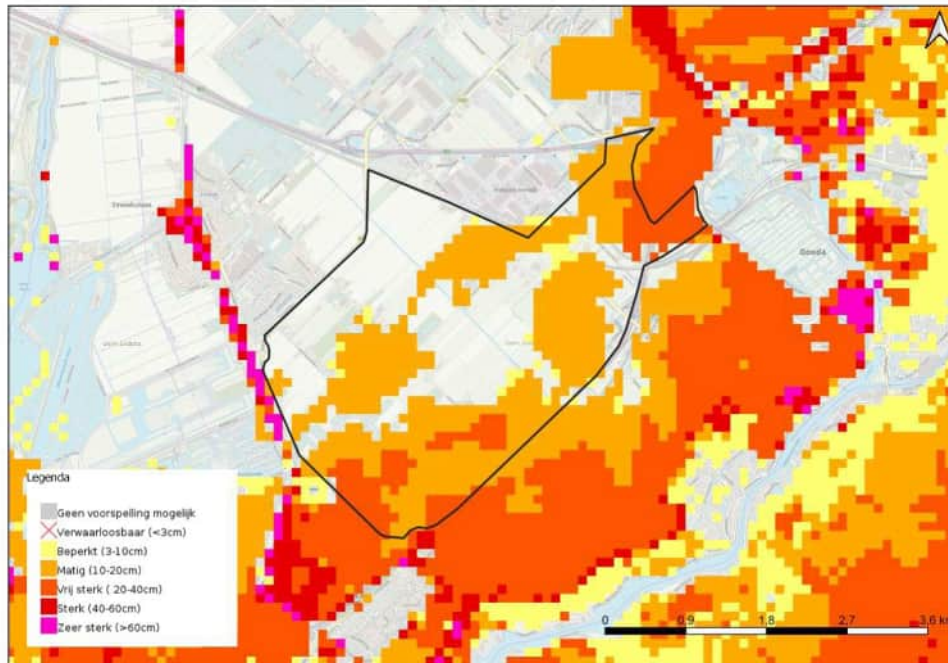 Gouda
Legenda
Geen voorspelling mogelijk
Verwaarloosbaar (<3cm)
Beperkt (3-10cm)
Matig (10-20cm)
Vrij sterk ( 20-40cm)
Sterk (40-60cm)
Zeer sterk (>60cm)
0 0,9 1,8 2,7 3,6 km